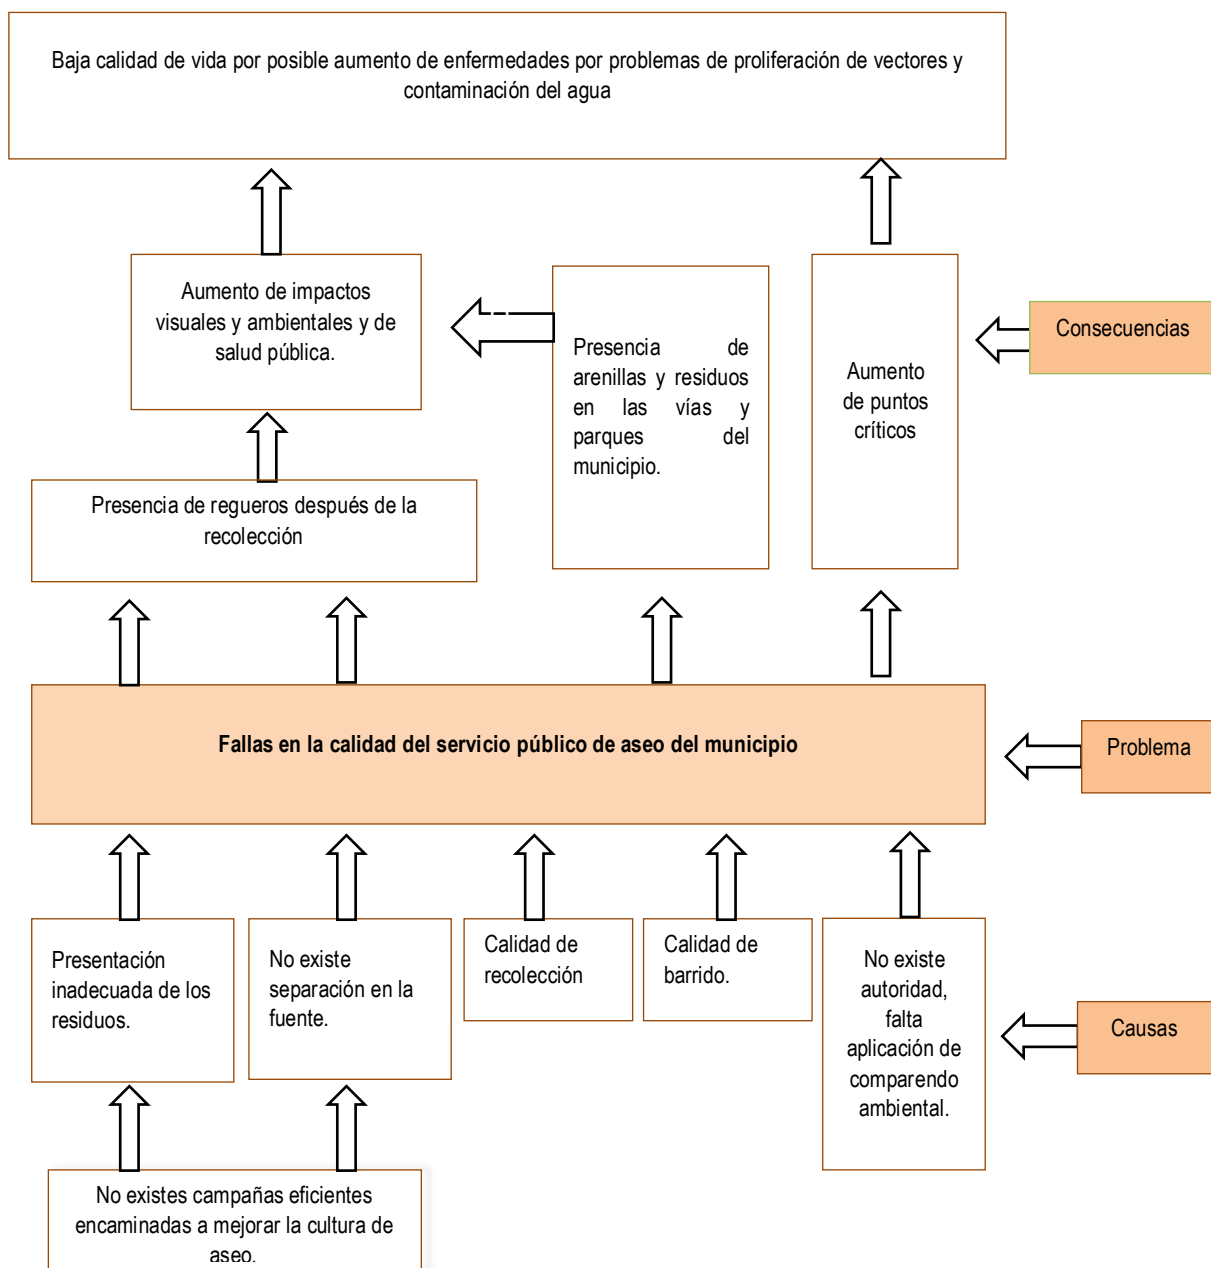 Baja calidad de vida por posible aumento de enfermedades por problemas de proliferación de vectores y
contaminación del agua
Aumento de impactos
visuales y ambientales y de
salud pública.
Presencia de
arenillas y residuos
en las vías y
parques del
municipio.
Aumento
de puntos
críticos
Consecuencias
Presencia de regueros después de la
recolección
Fallas en la calidad del servicio público de aseo del municipio
Problema
Presentación
inadecuada de los
residuos.
No existe
separación en la
fuente.
Calidad de
recolección
Calidad de
barrido.
No existe
autoridad,
falta
aplicación de
comparendo
ambiental.
Causas
No existes campañas eficientes
encaminadas a mejorar la cultura de
aseo.